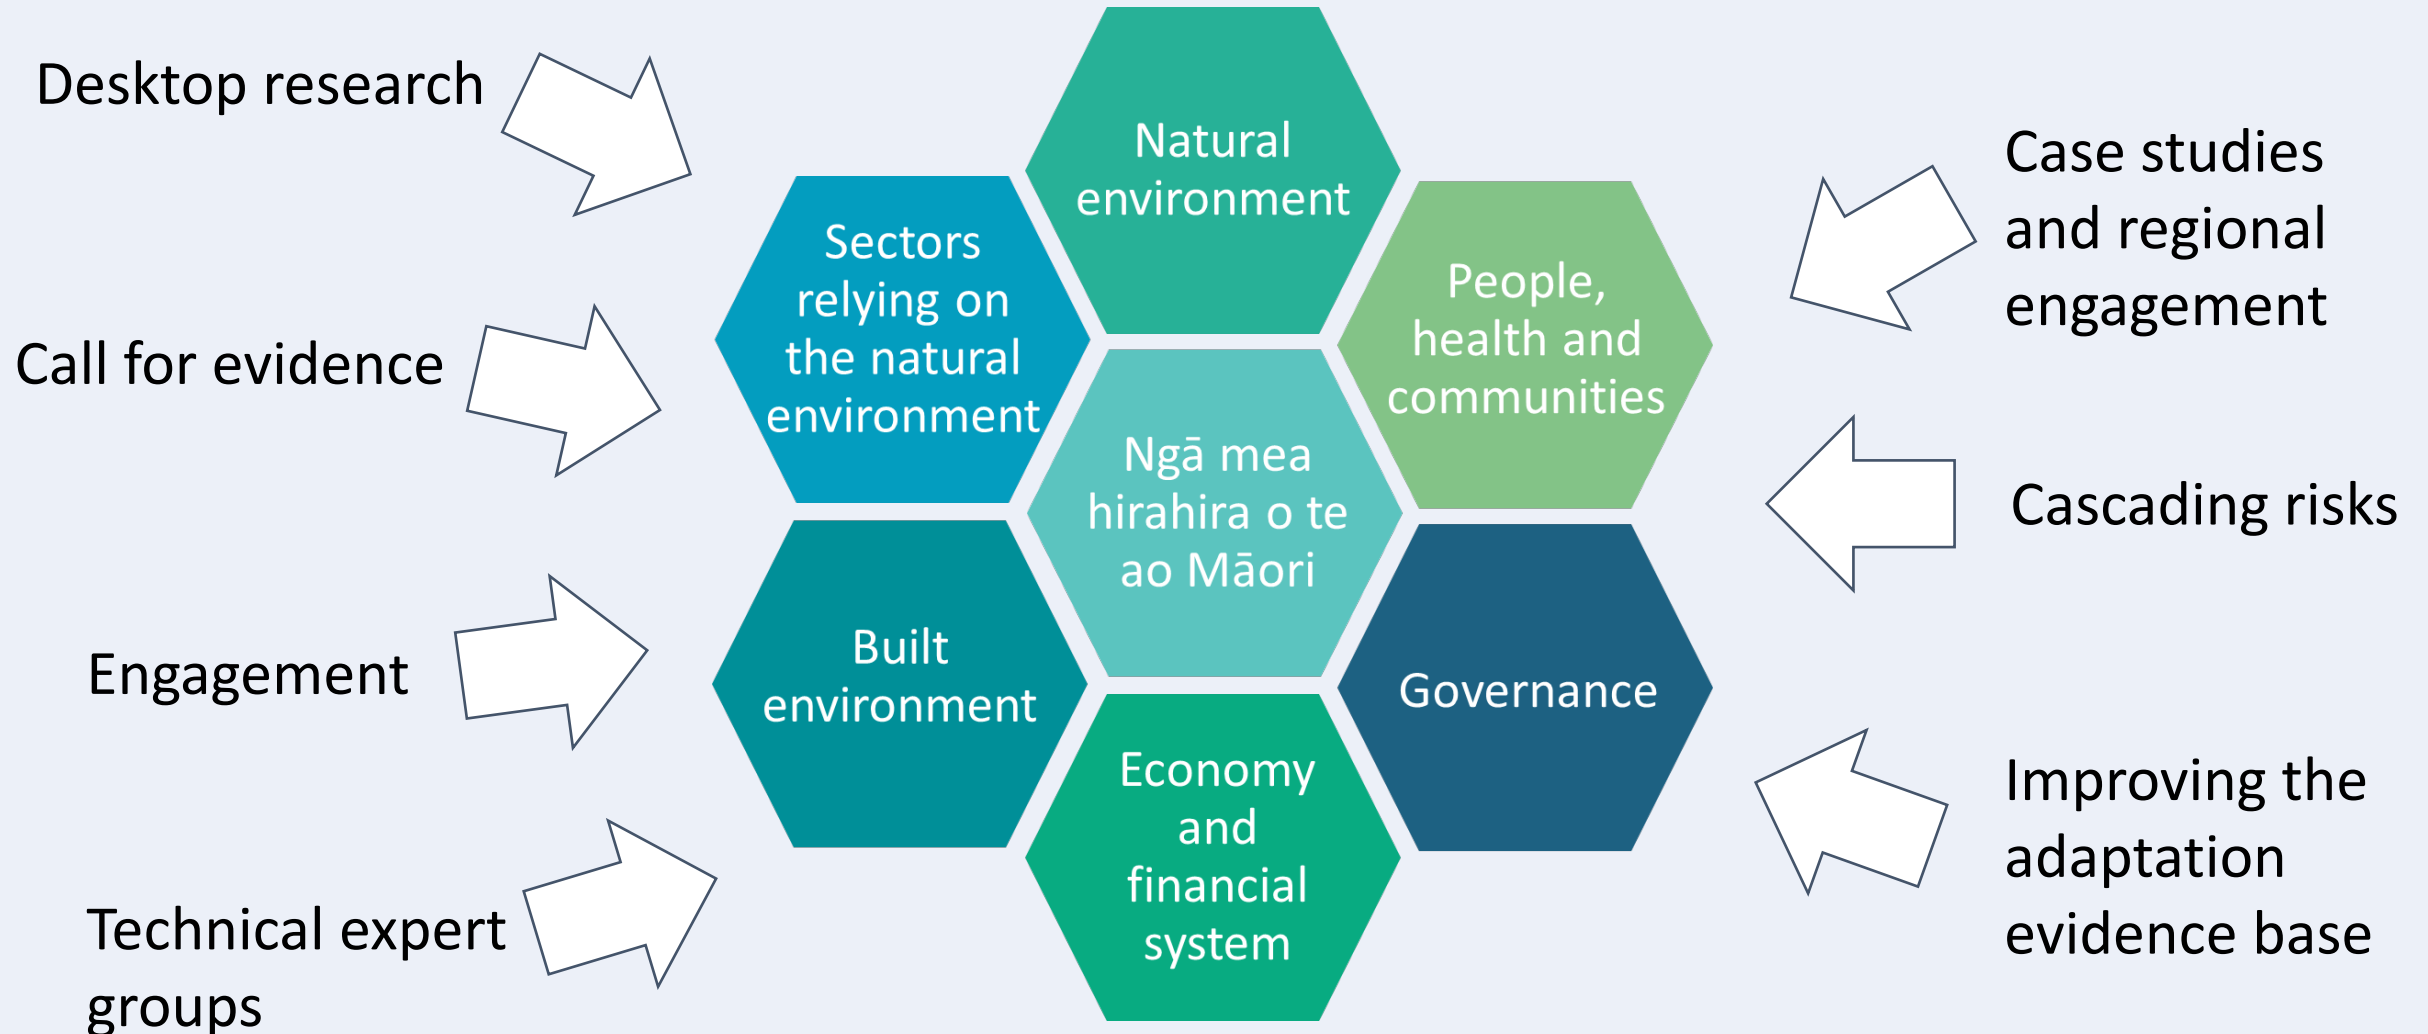 Desktop research
Call for evidence
Engagement
Technical expert
groups
Natural
environment
Sectors
relying on
the natural
environment
People,
health and
communities
Ngā mea
hirahira o te
ao Māori
Built
environment
Governance
Economy
and
financial
system
Case studies
and regional
engagement
Cascading risks
Improving the
adaptation
evidence base